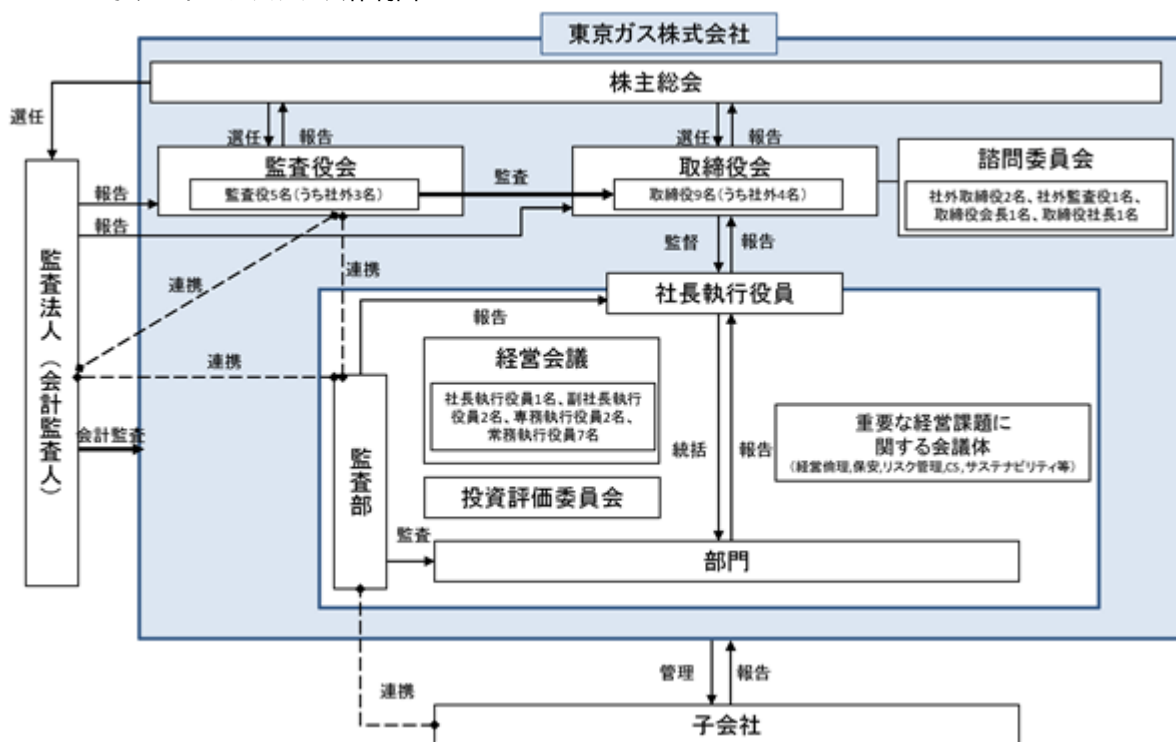 東京ガス株式会社
株主総会
選任
選任
報告
選任
報告
監査役会
監査役5名(うち社外3名)
監査
取締役会
取締役9名(うち社外4名)
諮問委員会
社外取締役2名、社外監査役1名、
取締役会長1名、取締役社長1名
報告
報告
監督
報告
連携
連携
監査法人(会計監査人)
社長執行役員
報告
経営会議
社長執行役員1名、副社長執行
役員2名、専務執行役員2名、
常務執行役員7名
連携
統括
報告
重要な経営課題に
関する会議体
(経営倫理,保安,リスク管理,CS,サステナビリティ等)
会計監査
監査部
投資評価委員会
監査
部門
管理
報告
連携
子会社